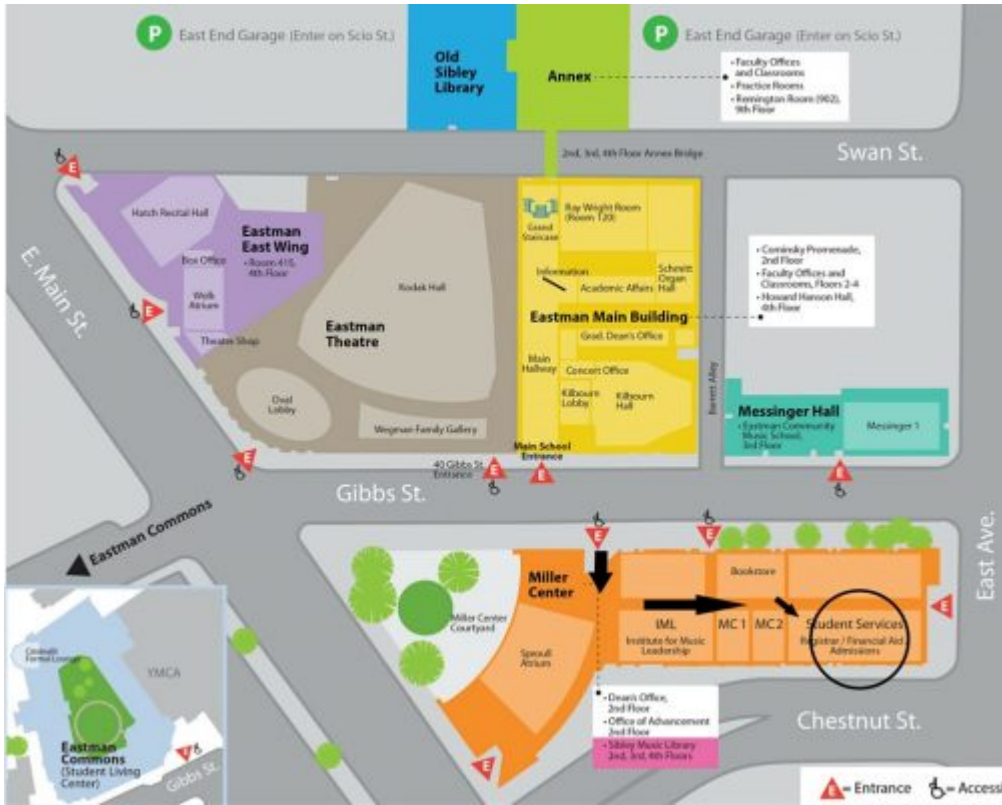 P East End Garage (Enter on Scio St.)
Old
Sibley
Library
Annex
P East End Garage (Enter on Scio St.)
• Faculty Offices
and Classrooms
• Practice Rooms
• Remington Room (902),
9th Floor
2nd, 3rd, 4th Floor Annex Bridge
Swan St.
E
Hatch Recital Hall
Eastman
East Wing
• Room 415,
4th Floor
Box Office
Wolk
Atrium
E
Theatre Shop
E. Main St.
Kodak Hall
Eastman
Theatre
Oval
Lobby
Wegman Family Gallery
Grand
Staircase
Ray Wright Room
(Room 120)
Information
Academic Affairs
Schmitt
Organ
Hall
Eastman Main Building
Grad. Dean's Office
Main
Hallway
Concert Office
Kilbourn
Lobby
Kilbourn
Hall
• Cominsky Promenade,
2nd Floor
• Faculty Offices and
Classrooms, Floors 2-4
• Howard Hanson Hall,
4th Floor
Barrett Alley
Messinger Hall
• Eastman Community
Music School,
3rd Floor
Messinger 1
Main School
Entrance
40 Gibbs St.
Entrance
E
E
E
E
Gibbs St.
East Ave.
Eastman Commons
E
E
Miller
Center
Bookstore
Miller Center
Courtyard
Sproull
Atrium
IML
Institute for Music
Leadership
MC 1
MC 2
Student Services
Registrar / Financial Aid
Admissions
E
• Dean's Office,
2nd Floor
• Office of Advancement
2nd Floor
• Sibley Music Library
2nd, 3rd, 4th Floors
Chestnut St.
E
YMCA
Eastman
Commons
(Student Living
Center)
E
Gibbs St.
E = Entrance
= Access